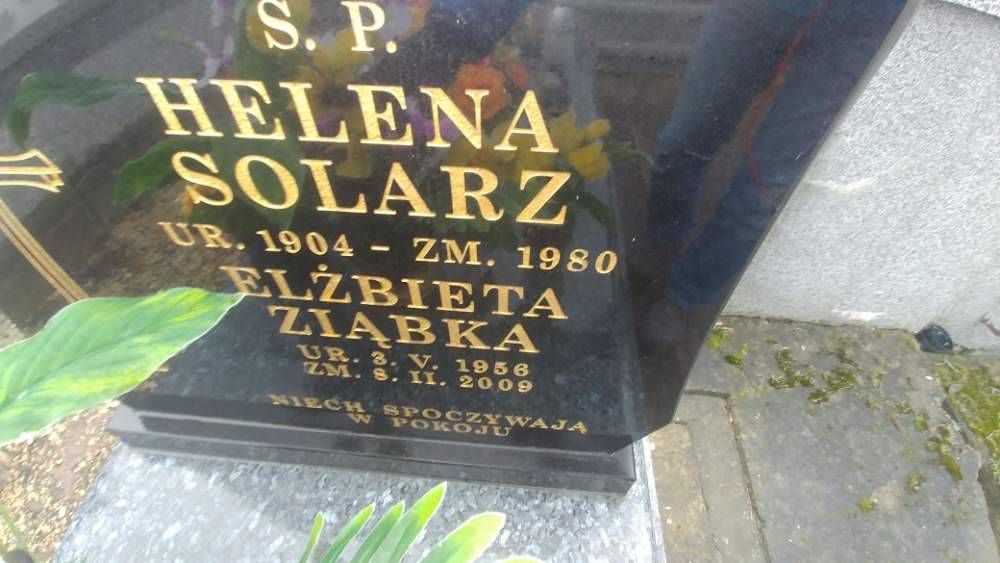 S. P.
HELENA
SOLARZ
UR. 1904 - ZM. 1980
ELŻBIETA
ZIĄBKA
UR. 3. V. 1956
ZM. 8. II. 2009
NIECH SPOCZYWAJĄ
W POKOJU